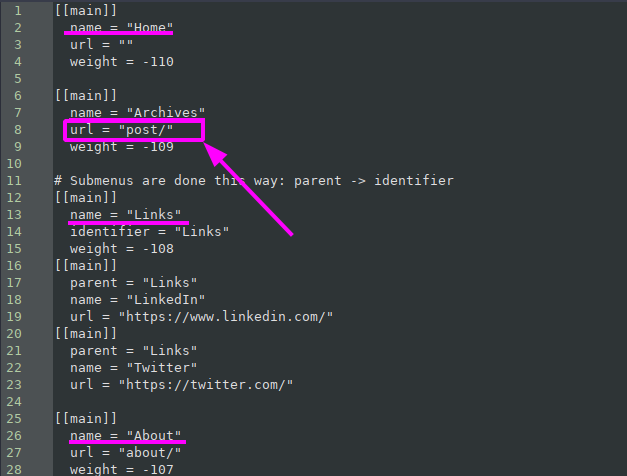 1 [[main]]
2   name = "Home"
3   url = ""
4   weight = -110
5
6 [[main]]
7   name = "Archives"
8   url = "post/"
9   weight = -109
10
11 # Submenus are done this way: parent -> identifier
12 [[main]]
13   name = "Links"
14   identifier = "Links"
15   weight = -108
16 [[main]]
17   parent = "Links"
18   name = "LinkedIn"
19   url = "https://www.linkedin.com/"
20 [[main]]
21   parent = "Links"
22   name = "Twitter"
23   url = "https://twitter.com/"
24
25 [[main]]
26   name = "About"
27   url = "about/"
28   weight = -107